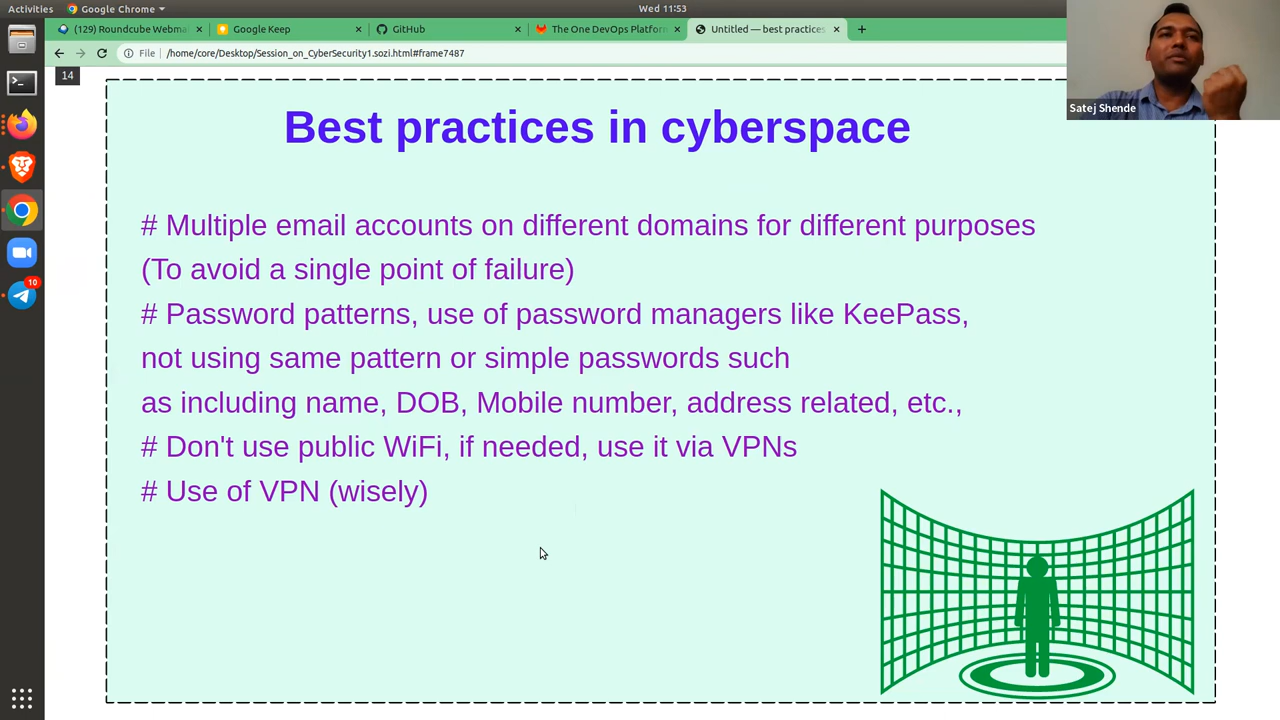 Activities
Google Chrome
Wed 11:53
(129) Roundcube Webma
Google Keep
GitHub
The One DevOps Platfor
Untitled — best practices
File
/home/core/Desktop/Session_on_CyberSecurity1.sozi.html#frame7487
14
Satej Shende
Best practices in cyberspace
# Multiple email accounts on different domains for different purposes
(To avoid a single point of failure)
# Password patterns, use of password managers like KeePass,
not using same pattern or simple passwords such
as including name, DOB, Mobile number, address related, etc.,
# Don't use public WiFi, if needed, use it via VPNs
# Use of VPN (wisely)
10